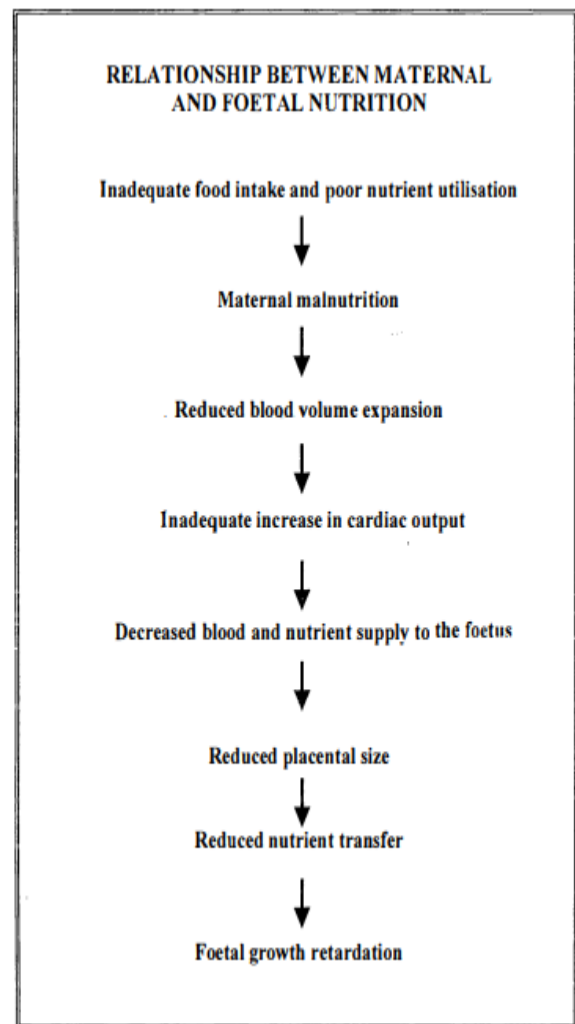 RELATIONSHIP BETWEEN MATERNAL
AND FOETAL NUTRITION
Inadequate food intake and poor nutrient utilisation
Maternal malnutrition
Reduced blood volume expansion
Inadequate increase in cardiac output
Decreased blood and nutrient supply to the foetus
Reduced placental size
Reduced nutrient transfer
Foetal growth retardation